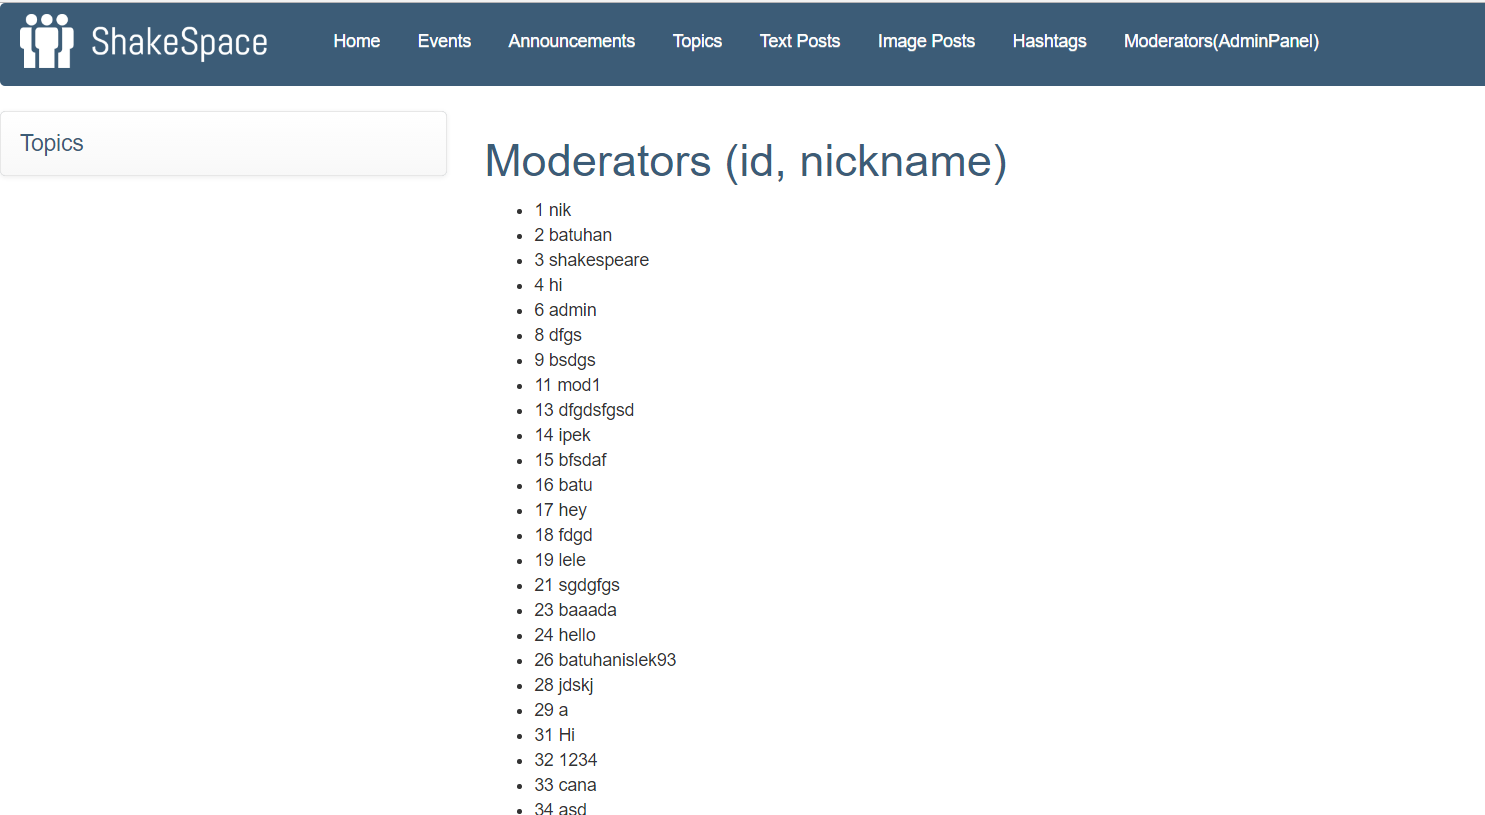 ShakeSpace Home Events Announcements Topics Text Posts Image Posts Hashtags Moderators(AdminPanel)
Topics
Moderators (id, nickname)
1 nik
2 batuhan
3 shakespeare
4 hi
6 admin
8 dfgs
9 bsdgs
11 mod1
13 dfgdsfgsd
14 ipek
15 bfsdaf
16 batu
17 hey
18 fdgd
19 lele
21 sgdgfgs
23 baaada
24 hello
26 batuhanislek93
28 jdskj
29 a
31 Hi
32 1234
33 cana
34 asd